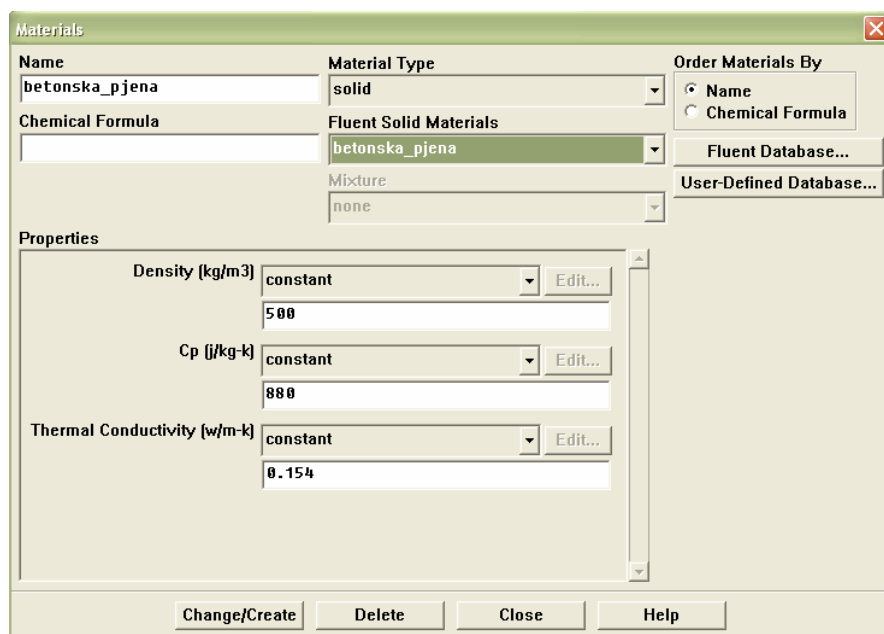 Materials
Name
betonska_pjena
Chemical Formula
Material Type
solid
Fluent Solid Materials
betonska_pjena
Mixture
none
Order Materials By
Name
Chemical Formula
Fluent Database...
User-Defined Database...
Properties
Density (kg/m3)
constant
Edit...
500
Cp (j/kg-k)
constant
Edit...
880
Thermal Conductivity (w/m-k)
constant
Edit...
0.154
Change/Create
Delete
Close
Help